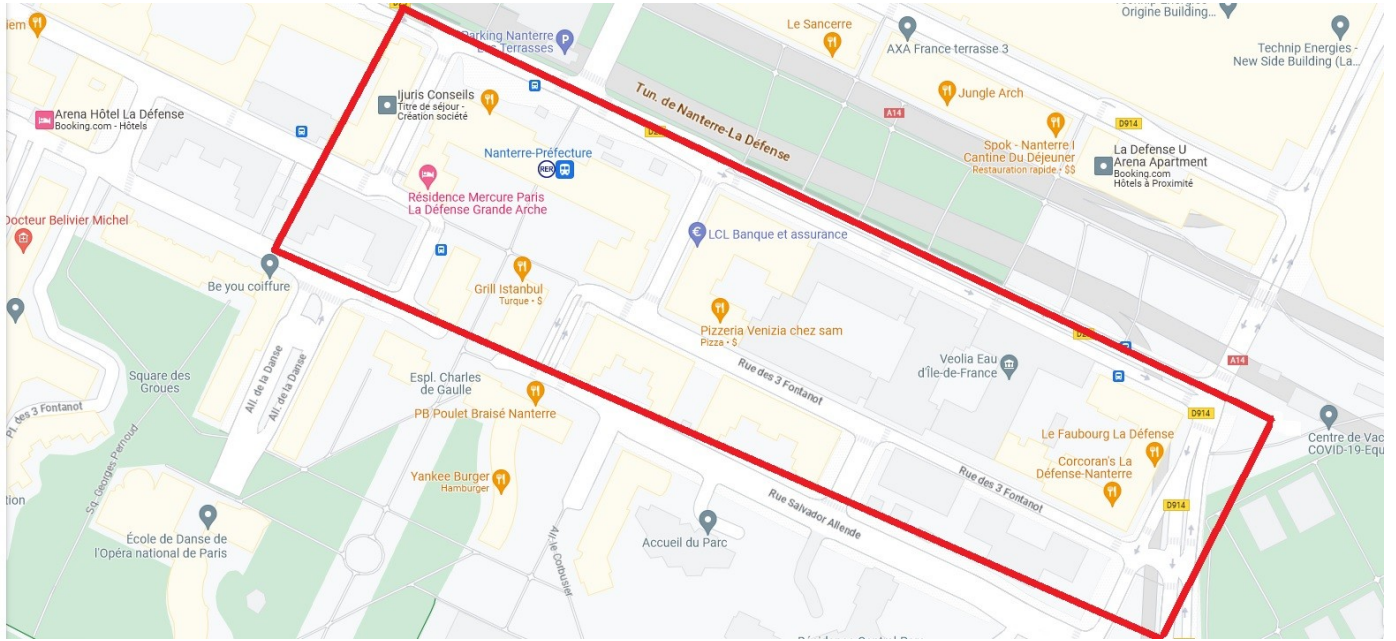 Origine Building...
Le Sancerre
AXA France terrasse 3
Technip Energies -
New Side Building (La...
Parking Nanterre
Les Terrasses
Ijuris Conseils
Titre de séjour -
Création société
Arena Hôtel La Défense
Booking.com - Hôtels
Tun. de Nanterre-La Défense
Jungle Arch
A14
D914
Spok - Nanterre I
Cantine Du Déjeuner
Restauration rapide • $$
La Defense U
Arena Apartment
Booking.com
Hôtels à Proximité
Nanterre-Préfecture
RER
Résidence Mercure Paris
La Défense Grande Arche
Docteur Belivier Michel
LCL Banque et assurance
Be you coiffure
Grill Istanbul
Turque • $
Pizzeria Venizia chez sam
Pizza • $
Veolia Eau
d'Île-de-France
A14
Square des
Groues
All. de la Danse
All. de la Danse
Espl. Charles
de Gaulle
PB Poulet Braisé Nanterre
Rue des 3 Fontanot
D914
Pl. des 3 Fontanot
Sq. Georges Pernoud
Le Faubourg La Défense
Corcoran's La
Défense-Nanterre
Centre de Vac
COVID-19-Equ
Yankee Burger
Hamburger
Rue des 3 Fontanot
Rue Salvador Allende
D914
École de Danse de
l'Opéra national de Paris
All. le Corbusier
Accueil du Parc